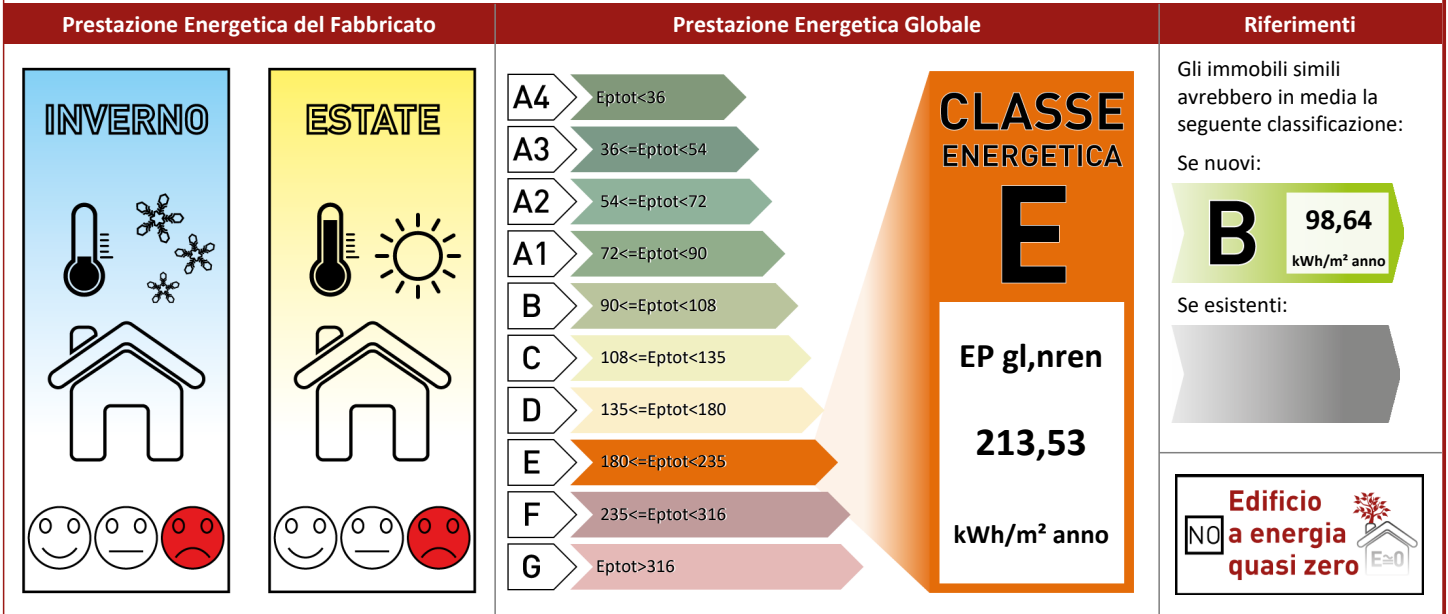 Prestazione Energetica del Fabbricato
Prestazione Energetica Globale
Riferimenti
INVERNO
ESTATE
A4
Eptot<36
A3
36<=Eptot<54
A2
54<=Eptot<72
A1
72<=Eptot<90
B
90<=Eptot<108
C
108<=Eptot<135
D
135<=Eptot<180
E
180<=Eptot<235
F
235<=Eptot<316
G
Eptot>316
CLASSE
ENERGETICA
E
EP gl,nren
213,53
kWh/m² anno
Gli immobili simili
avrebbero in media la
seguente classificazione:
Se nuovi:
B
98,64
kWh/m² anno
Se esistenti:
Edificio
NO a energia
quasi zero
E≅0